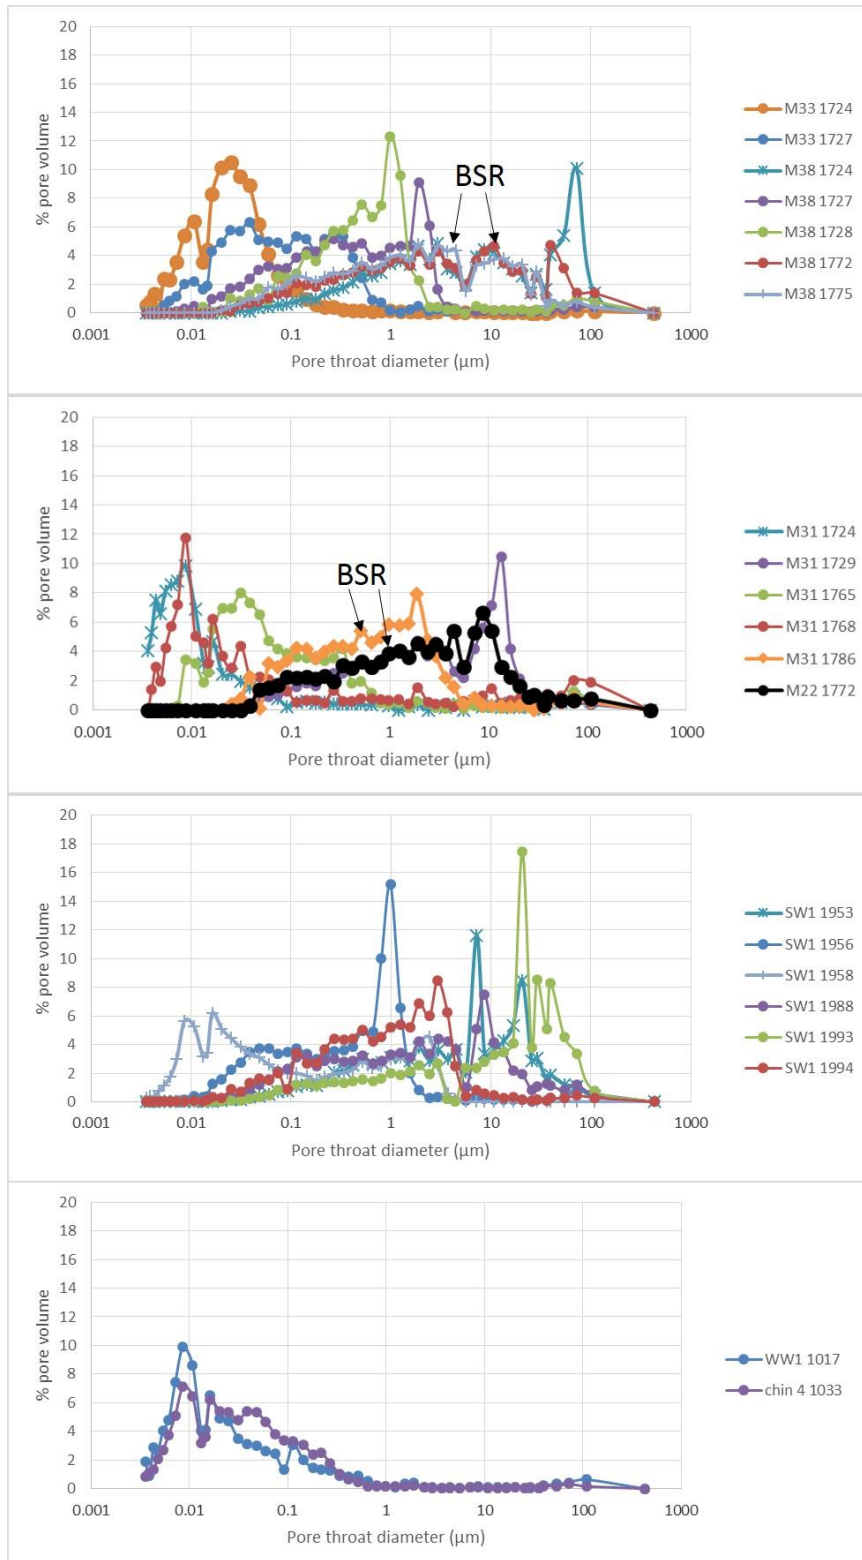 20
18
16
14
12
10
8
6
4
2
0
% pore volume
BSR
0.001
0.01
0.1
1
10
100
1000
Pore throat diameter (µm)
M33 1724
M33 1727
M38 1724
M38 1727
M38 1728
M38 1772
M38 1775
20
18
16
14
12
10
8
6
4
2
0
% pore volume
BSR
0.001
0.01
0.1
1
10
100
1000
Pore throat diameter (µm)
M31 1724
M31 1729
M31 1765
M31 1768
M31 1786
M22 1772
20
18
16
14
12
10
8
6
4
2
0
% pore volume
0.001
0.01
0.1
1
10
100
1000
Pore throat diameter (µm)
SW1 1953
SW1 1956
SW1 1958
SW1 1988
SW1 1993
SW1 1994
20
18
16
14
12
10
8
6
4
2
0
% pore volume
0.001
0.01
0.1
1
10
100
1000
Pore throat diameter (µm)
WW1 1017
chin 4 1033